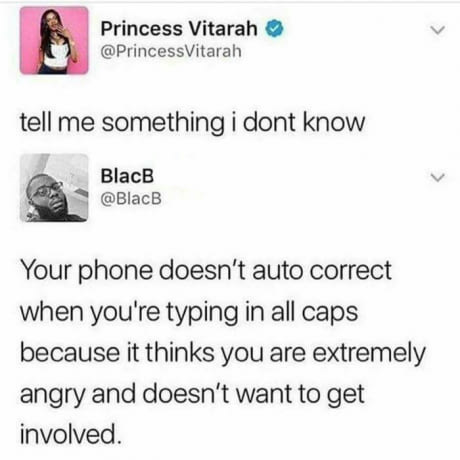 Princess Vitarah
@PrincessVitarah
tell me something i dont know
BlacB
@BlacB
Your phone doesn't auto correct
when you're typing in all caps
because it thinks you are extremely
angry and doesn't want to get
involved.